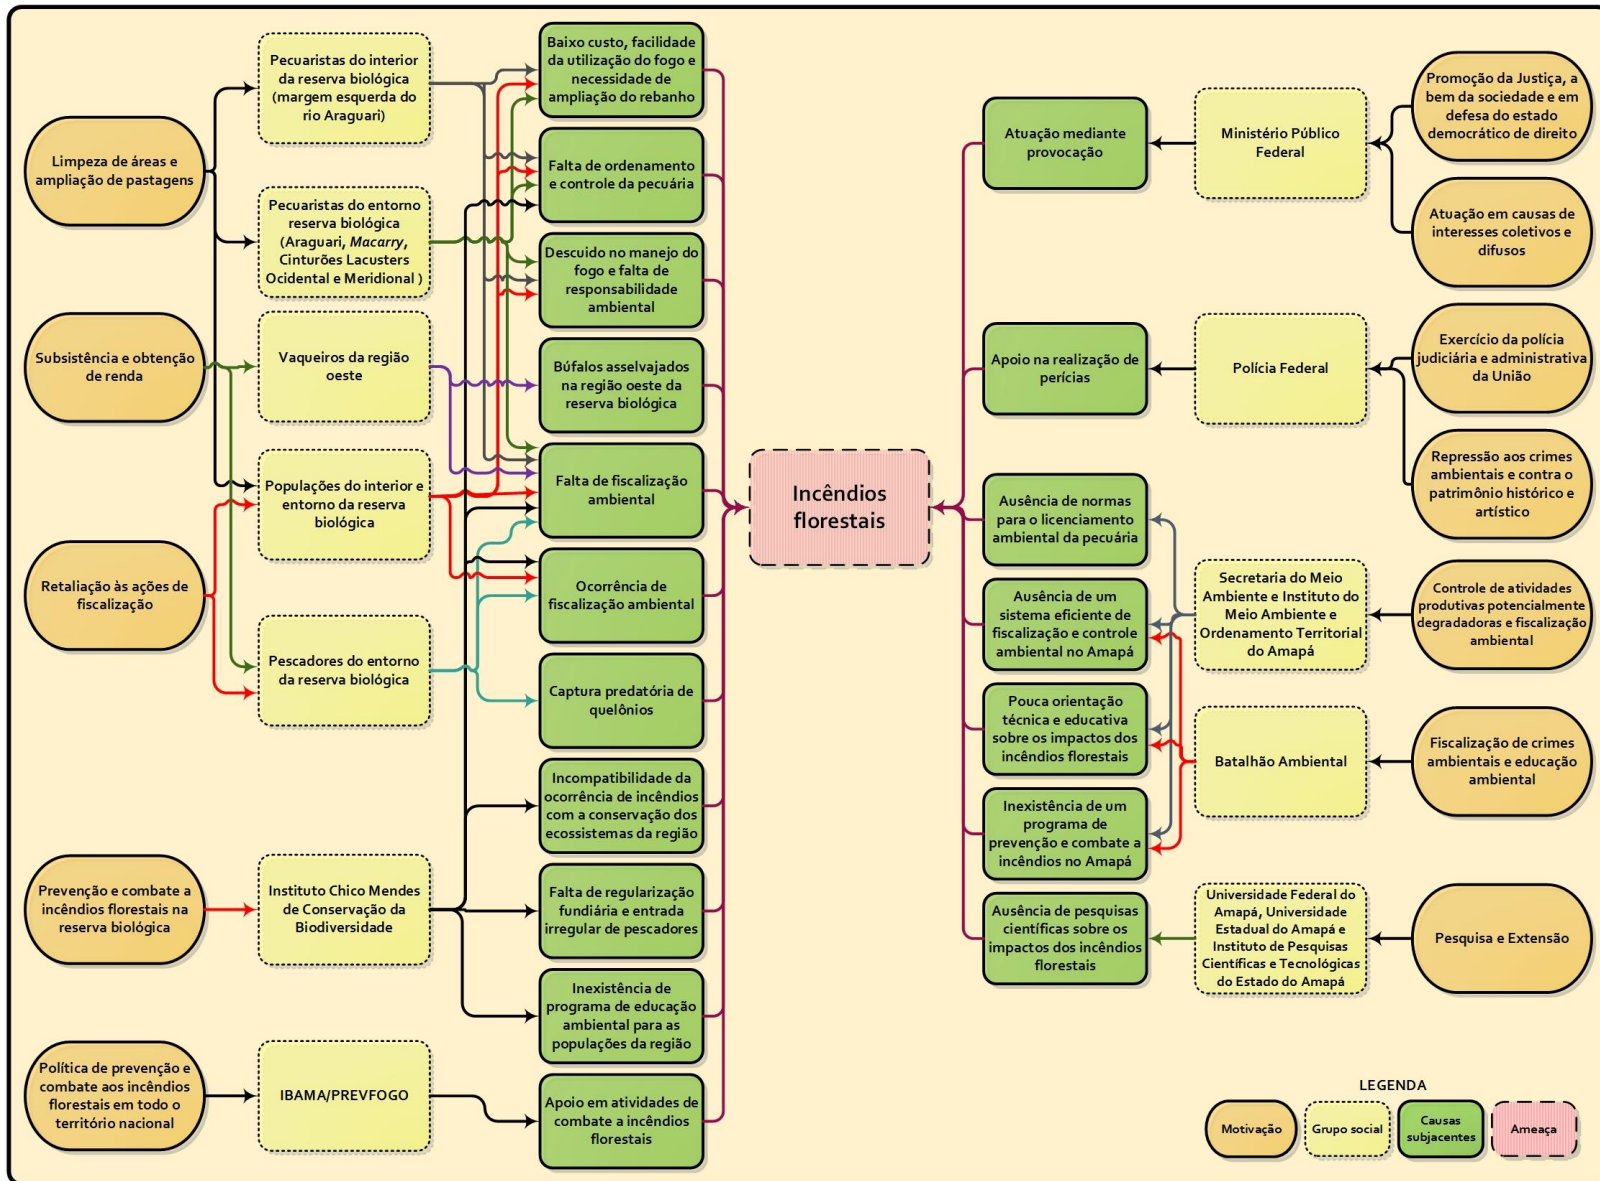 Limpeza de áreas e
ampliação de pastagens
Subsistência e obtenção
de renda
Retaliação às ações de
fiscalização
Prevenção e combate a
incêndios florestais na
reserva biológica
Política de prevenção e
combate aos incêndios
florestais em todo o
território nacional
Pecuaristas do interior
da reserva biológica
(margem esquerda do
rio Araguari)
Pecuaristas do entorno
reserva biológica
(Araguari, Macarry,
Cinturões Lacusters
Ocidental e Meridional )
Vaqueiros da região
oeste
Populações do interior e
entorno da reserva
biológica
Pescadores do entorno
da reserva biológica
Instituto Chico Mendes
de Conservação da
Biodiversidade
IBAMA/PREVFOGO
Baixo custo, facilidade
da utilização do fogo e
necessidade de
ampliação do rebanho
Falta de ordenamento
e controle da pecuária
Descuido no manejo do
fogo e falta de
responsabilidade
ambiental
Búfalos asselvajados
na região oeste da
reserva biológica
Falta de fiscalização
ambiental
Ocorrência de
fiscalização ambiental
Captura predatória de
quelônios
Incompatibilidade da
ocorrência de incêndios
com a conservação dos
ecossistemas da região
Falta de regularização
fundiária e entrada
irregular de pescadores
Inexistência de
programa de educação
ambiental para as
populações da região
Apoio em atividades de
combate a incêndios
florestais
Incêndios
florestais
Atuação mediante
provocação
Apoio na realização de
perícias
Ausência de normas
para o licenciamento
ambiental da pecuária
Ausência de um
sistema eficiente de
fiscalização e controle
ambiental no Amapá
Pouca orientação
técnica e educativa
sobre os impactos dos
incêndios florestais
Inexistência de um
programa de
prevenção e combate a
incêndios no Amapá
Ausência de pesquisas
científicas sobre os
impactos dos incêndios
florestais
Ministério Público
Federal
Polícia Federal
Secretaria do Meio
Ambiente e Instituto do
Meio Ambiente e
Ordenamento Territorial
do Amapá
Batalhão Ambiental
Universidade Federal do
Amapá, Universidade
Estadual do Amapá e
Instituto de Pesquisas
Científicas e Tecnológicas
do Estado do Amapá
Promoção da Justiça, a
bem da sociedade e em
defesa do estado
democrático de direito
Atuação em causas de
interesses coletivos e
difusos
Exercício da polícia
judiciária e administrativa
da União
Repressão aos crimes
ambientais e contra o
patrimônio histórico e
artístico
Controle de atividades
produtivas potencialmente
degradadoras e fiscalização
ambiental
Fiscalização de crimes
ambientais e educação
ambiental
Pesquisa e Extensão
LEGENDA
Motivação
Grupo social
Causas
subjacentes
Ameaça